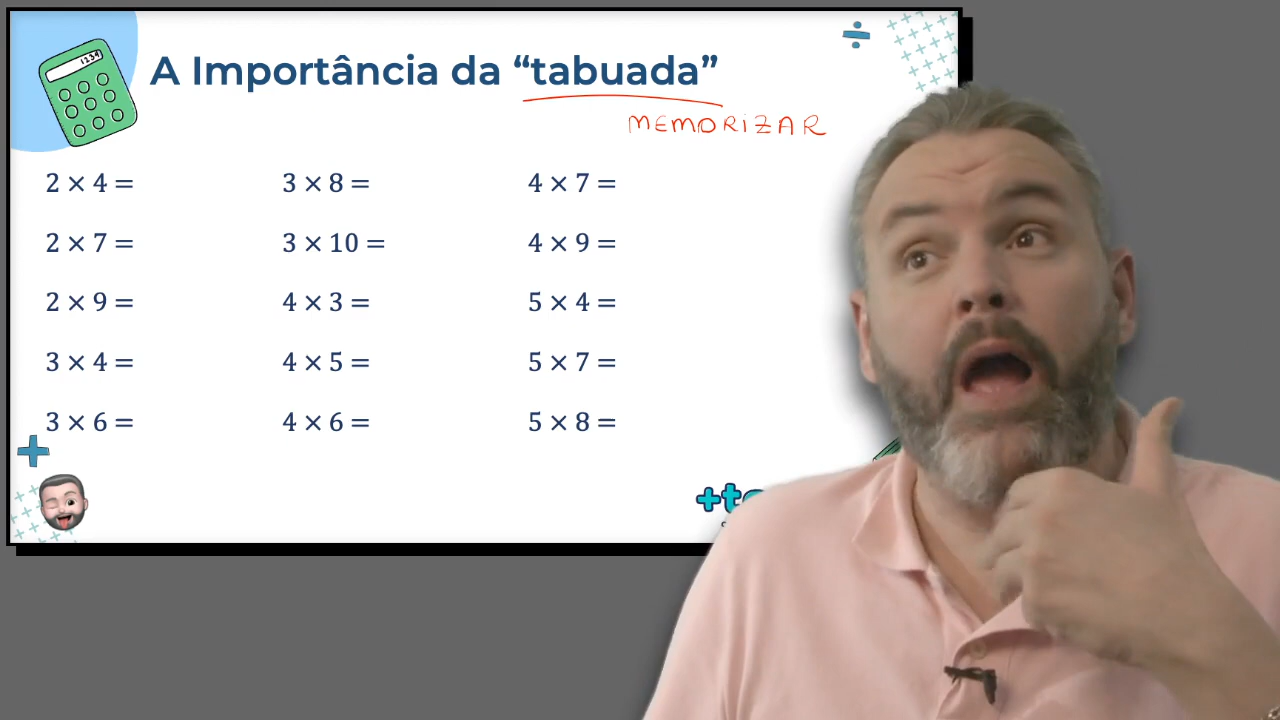 1234
A Importância da “tabuada”
MEMORIZAR
2 × 4 =
2 × 7 =
2 × 9 =
3 × 4 =
3 × 6 =
3 × 8 =
3 × 10 =
4 × 3 =
4 × 5 =
4 × 6 =
4 × 7 =
4 × 9 =
5 × 4 =
5 × 7 =
5 × 8 =